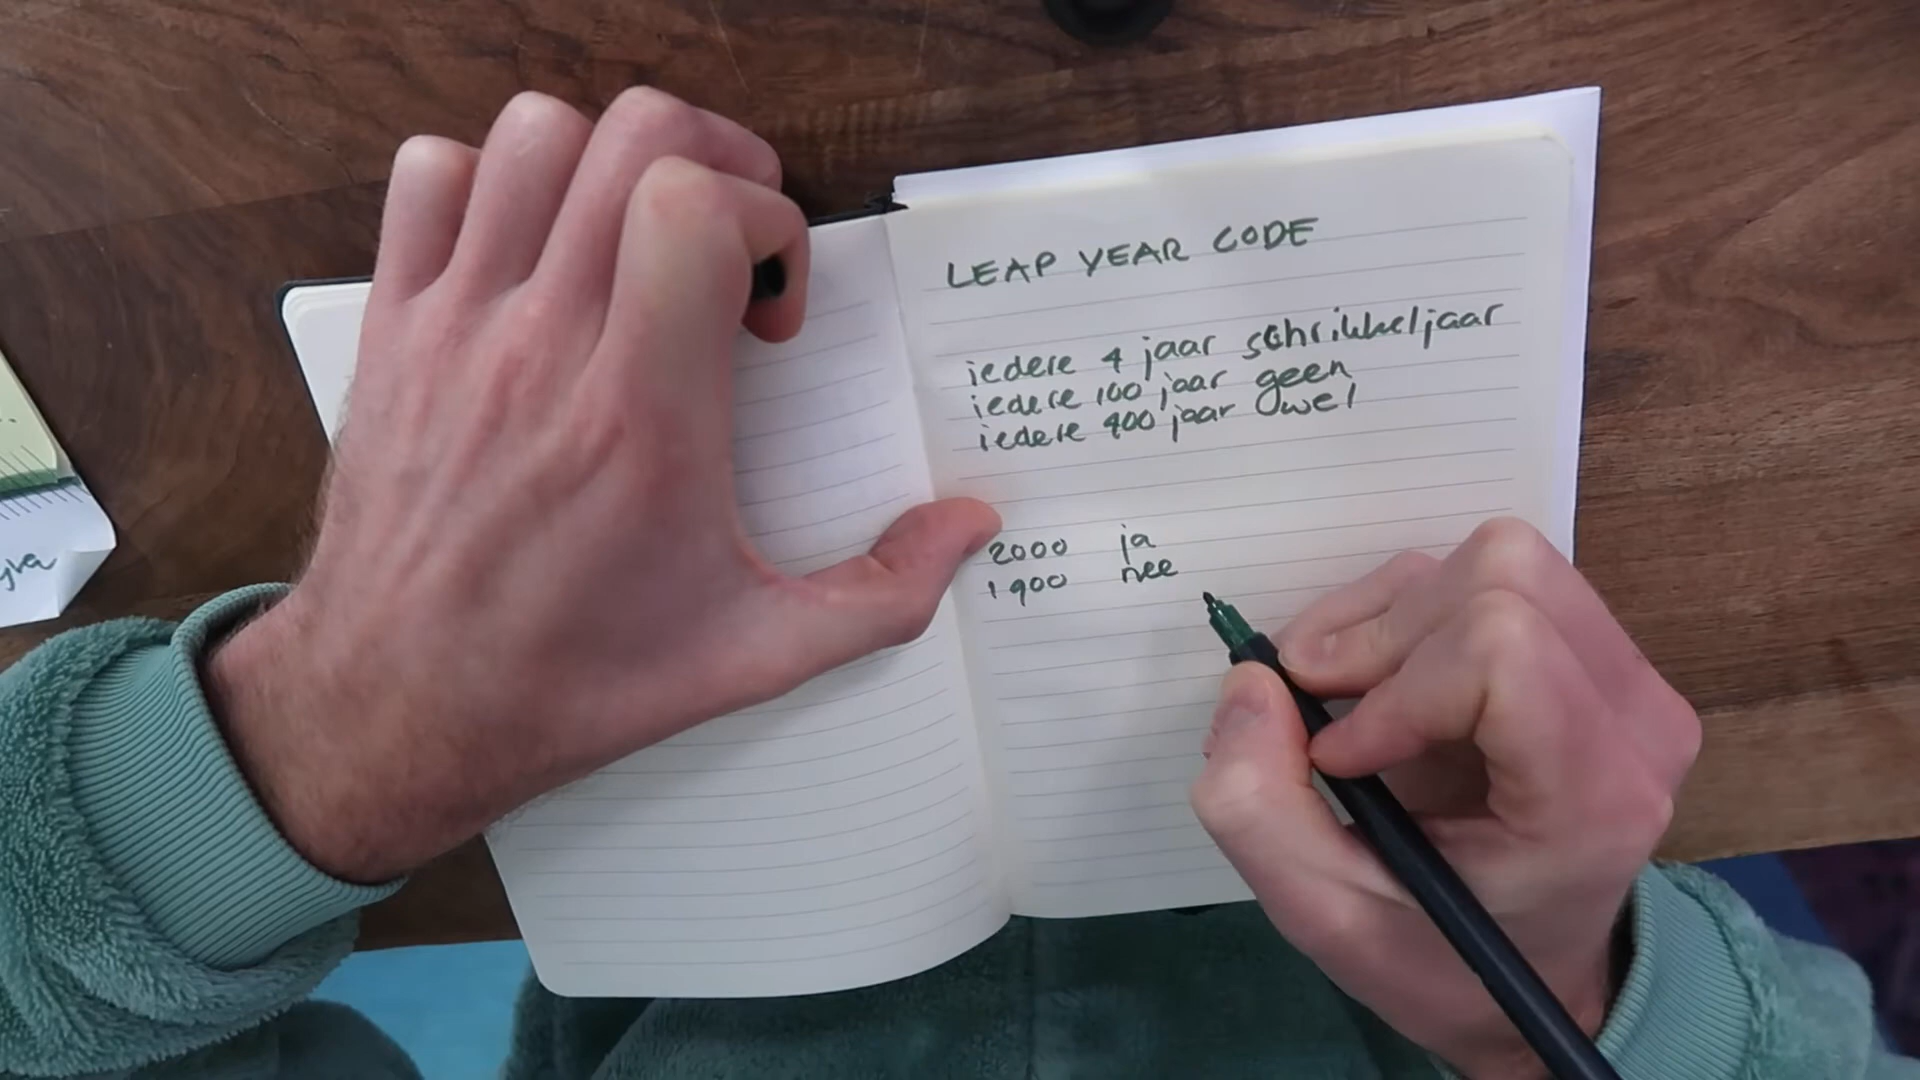 LEAP YEAR CODE
iedere 4 jaar schrikkeljaar
iedere 100 jaar geen
iedere 400 jaar wel
2000 ja
1900 nee